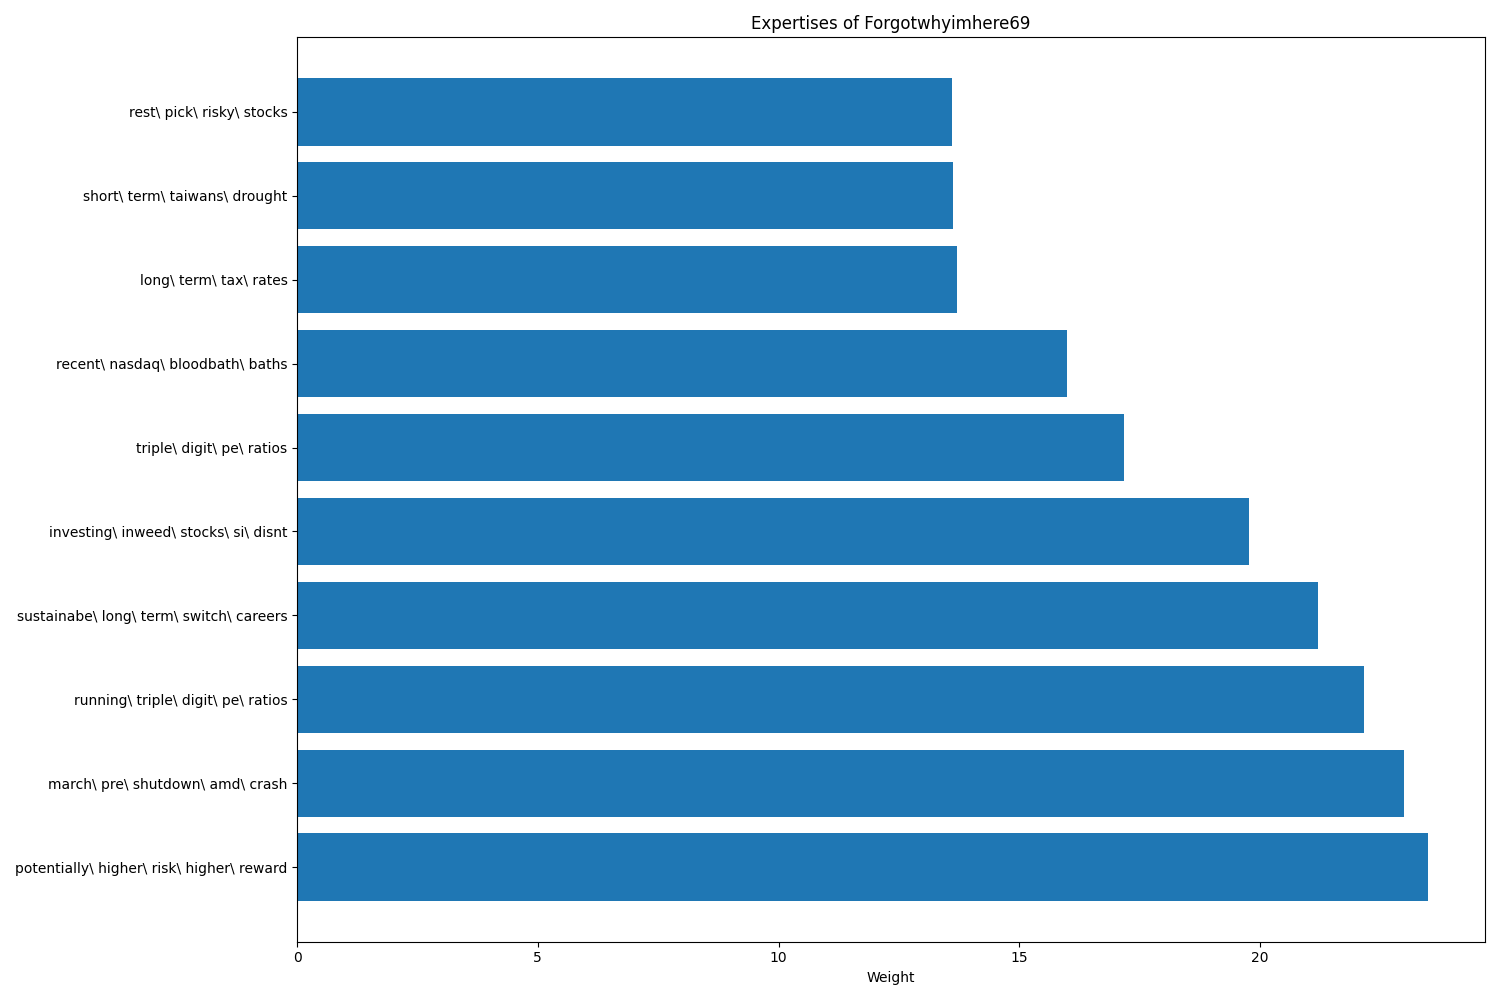 Expertises of Forgotwhyimhere69
rest\ pick\ risky\ stocks
short\ term\ taiwans\ drought
long\ term\ tax\ rates
recent\ nasdaq\ bloodbath\ baths
triple\ digit\ pe\ ratios
investing\ inweed\ stocks\ si\ disnt
sustainabe\ long\ term\ switch\ careers
running\ triple\ digit\ pe\ ratios
march\ pre\ shutdown\ amd\ crash
potentially\ higher\ risk\ higher\ reward
0 5 10 15 20
Weight